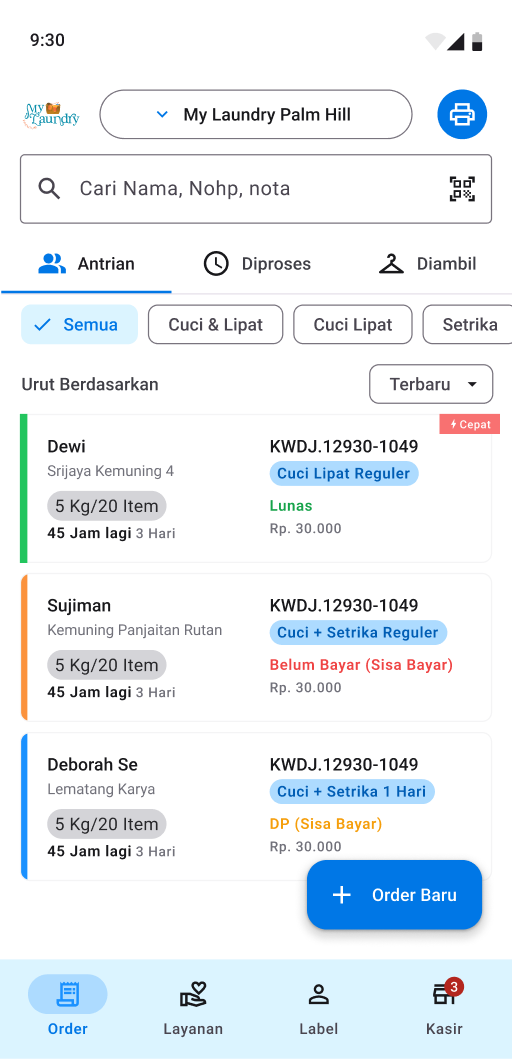 9:30
My Laundry
My Laundry Palm Hill
Cari Nama, Nohp, nota
Antrian Diproses Diambil
Semua Cuci & Lipat Cuci Lipat Setrika
Urut Berdasarkan Terbaru
Cepat
Dewi KWDJ.12930-1049
Srijaya Kemuning 4 Cuci Lipat Reguler
5 Kg/20 Item Lunas
45 Jam lagi 3 Hari Rp. 30.000
Sujiman KWDJ.12930-1049
Kemuning Panjaitan Rutan Cuci + Setrika Reguler
5 Kg/20 Item Belum Bayar (Sisa Bayar)
45 Jam lagi 3 Hari Rp. 30.000
Deborah Se KWDJ.12930-1049
Lematang Karya Cuci + Setrika 1 Hari
5 Kg/20 Item DP (Sisa Bayar)
45 Jam lagi 3 Hari Rp. 30.000
Order Baru
3
Order Layanan Label Kasir